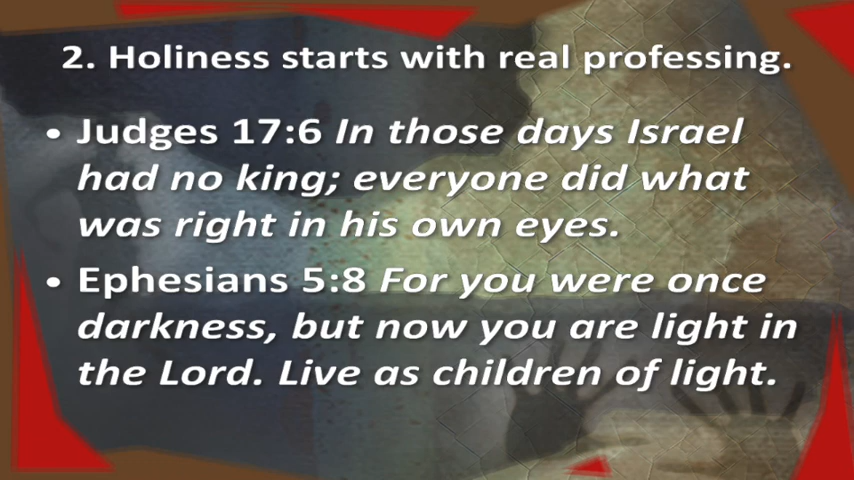 2. Holiness starts with real professing.
• Judges 17:6 In those days Israel
had no king; everyone did what
was right in his own eyes.
• Ephesians 5:8 For you were once
darkness, but now you are light in
the Lord. Live as children of light.